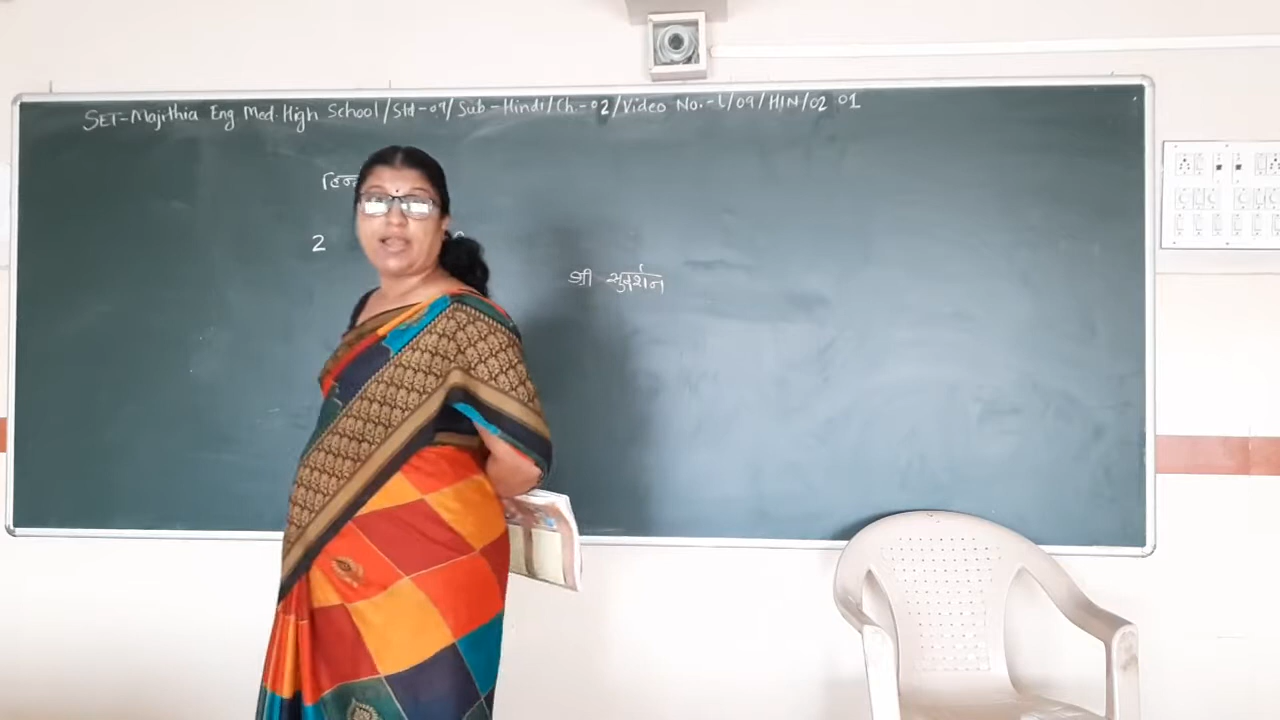 SET-Majithia Eng Med. High School/Std-09/Sub-Hindi/Ch.-02/Video No.-1/09/HIN/02 01
2
श्री सुदर्शन